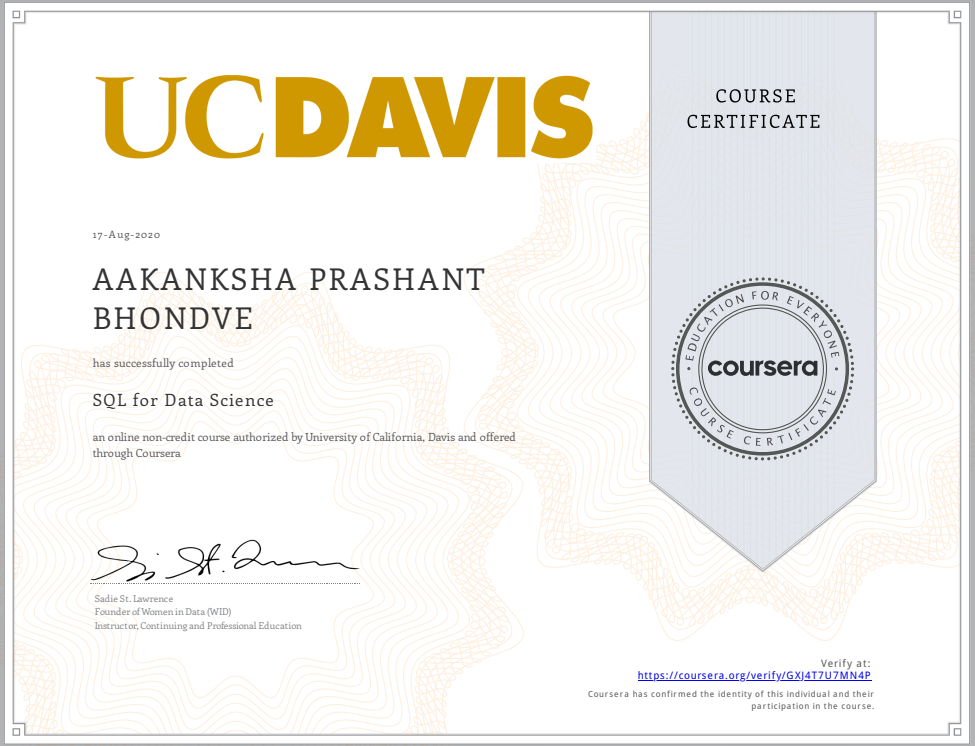 UCDAVIS
COURSE
CERTIFICATE
17-Aug-2020
AAKANKSHA PRASHANT
BHONDVE
has successfully completed
SQL for Data Science
an online non-credit course authorized by University of California, Davis and offered
through Coursera
EDUCATION FOR EVERYONE
coursera
COURSE CERTIFICATE
Sadie St. Lawrence
Founder of Women in Data (WID)
Instructor, Continuing and Professional Education
Verify at:
https://coursera.org/verify/GXJ4T7U7MN4P
Coursera has confirmed the identity of this individual and their
participation in the course.